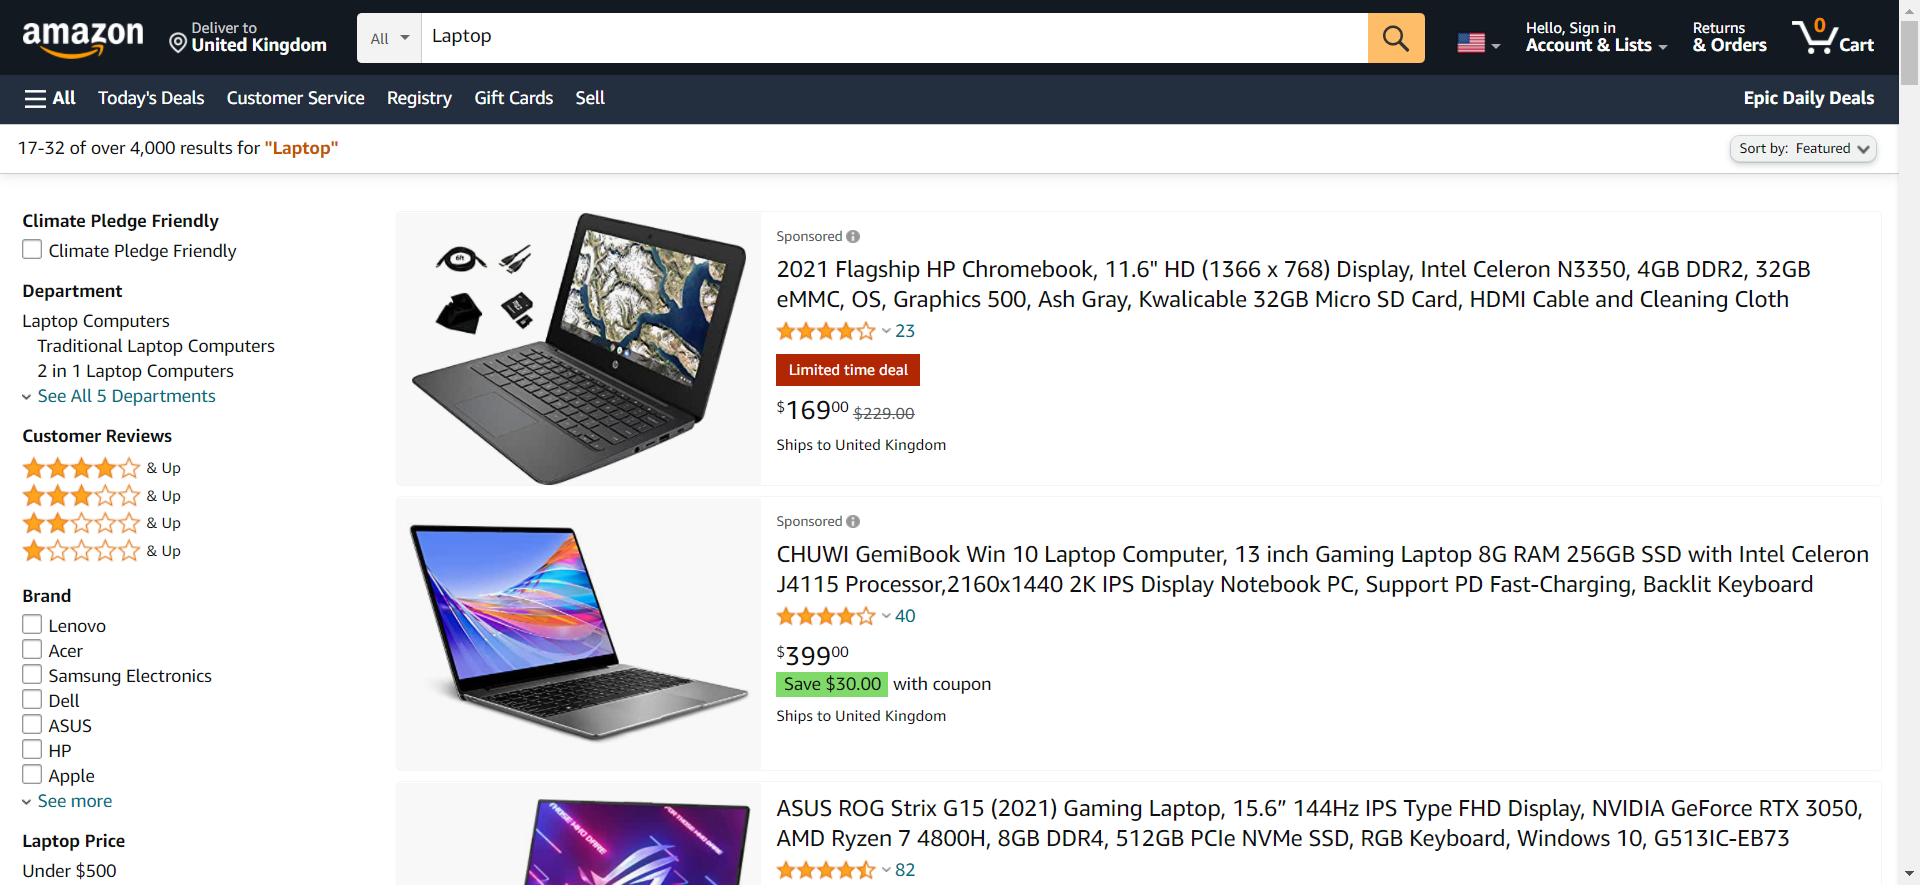 amazon
Deliver to
United Kingdom
All
Laptop
Hello, Sign in
Account & Lists
Returns
& Orders
0
Cart
All
Today's Deals
Customer Service
Registry
Gift Cards
Sell
Epic Daily Deals
17-32 of over 4,000 results for "Laptop"
Sort by: Featured
Climate Pledge Friendly
Climate Pledge Friendly
Department
Laptop Computers
Traditional Laptop Computers
2 in 1 Laptop Computers
See All 5 Departments
Customer Reviews
& Up
& Up
& Up
& Up
Brand
Lenovo
Acer
Samsung Electronics
Dell
ASUS
HP
Apple
See more
Laptop Price
Under $500
6ft
Sponsored
2021 Flagship HP Chromebook, 11.6" HD (1366 x 768) Display, Intel Celeron N3350, 4GB DDR2, 32GB
eMMC, OS, Graphics 500, Ash Gray, Kwalicable 32GB Micro SD Card, HDMI Cable and Cleaning Cloth
23
Limited time deal
$16900 $229.00
Ships to United Kingdom
Sponsored
CHUWI GemiBook Win 10 Laptop Computer, 13 inch Gaming Laptop 8G RAM 256GB SSD with Intel Celeron
J4115 Processor,2160x1440 2K IPS Display Notebook PC, Support PD Fast-Charging, Backlit Keyboard
40
$39900
Save $30.00 with coupon
Ships to United Kingdom
FOR THOSE WHO DARE
ASUS ROG Strix G15 (2021) Gaming Laptop, 15.6” 144Hz IPS Type FHD Display, NVIDIA GeForce RTX 3050,
AMD Ryzen 7 4800H, 8GB DDR4, 512GB PCIe NVMe SSD, RGB Keyboard, Windows 10, G513IC-EB73
82